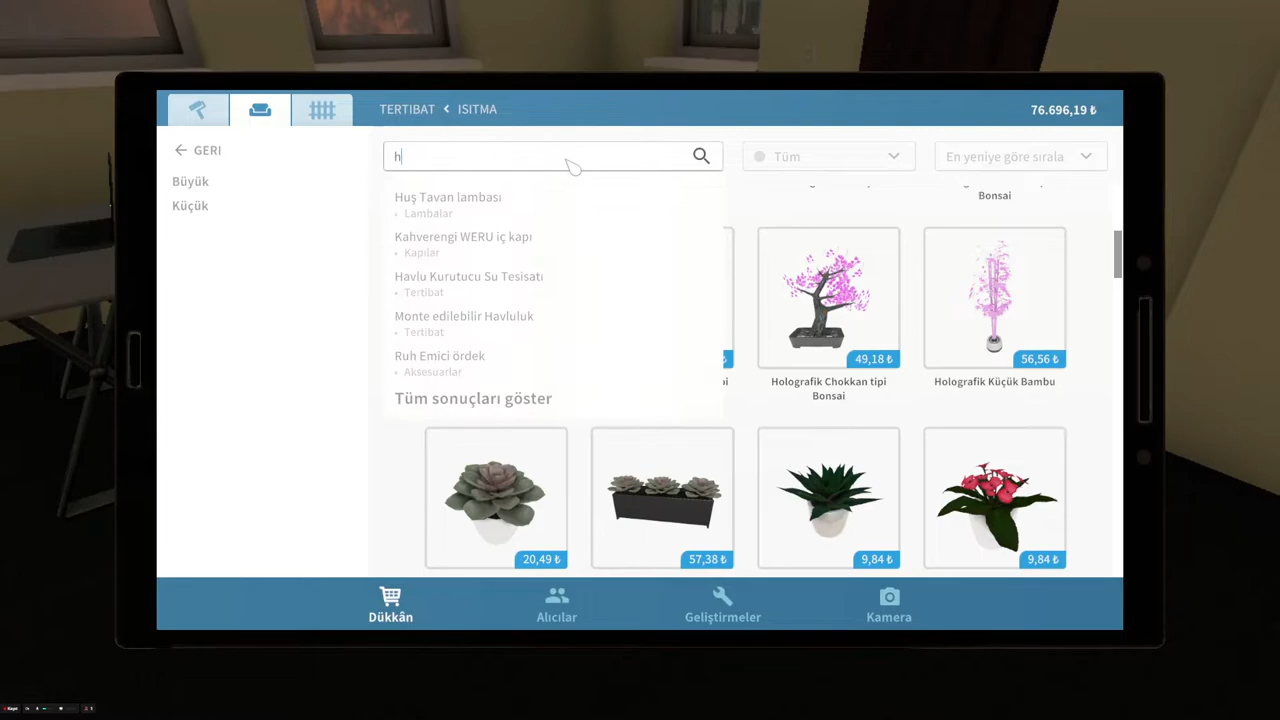 TERTIBAT < ISITMA
76.696,19 ₺
GERI
Büyük
Küçük
h
Tüm
En yeniye göre sırala
Huş Tavan lambası
• Lambalar
Kahverengi WERU iç kapı
• Kapılar
Havlu Kurutucu Su Tesisatı
• Tertibat
Monte edilebilir Havluluk
• Tertibat
Ruh Emici ördek
• Aksesuarlar
Tüm sonuçları göster
Bonsai
49,18 ₺
56,56 ₺
Holografik Chokkan tipi
Bonsai
Holografik Küçük Bambu
20,49 ₺
57,38 ₺
9,84 ₺
9,84 ₺
Dükkân
Alıcılar
Geliştirmeler
Kamera